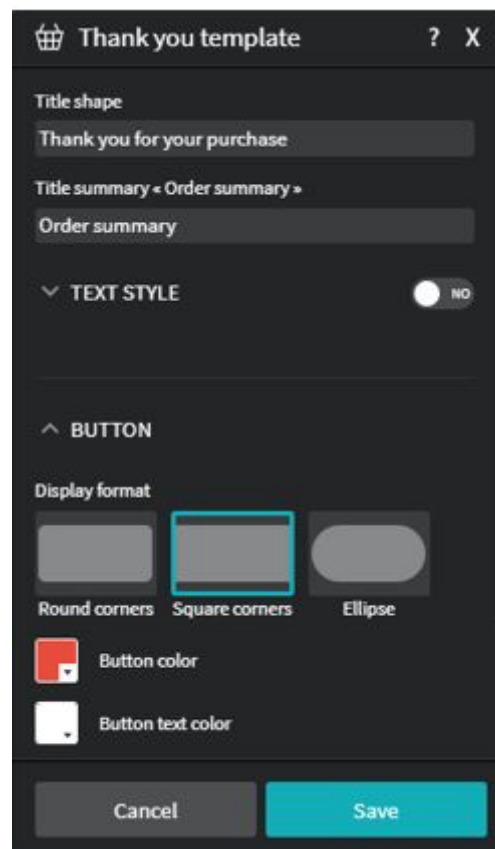 Thank you template ? X
Title shape
Thank you for your purchase
Title summary « Order summary »
Order summary
TEXT STYLE NO
BUTTON
Display format
Round corners Square corners Ellipse
Button color
Button text color
Cancel Save